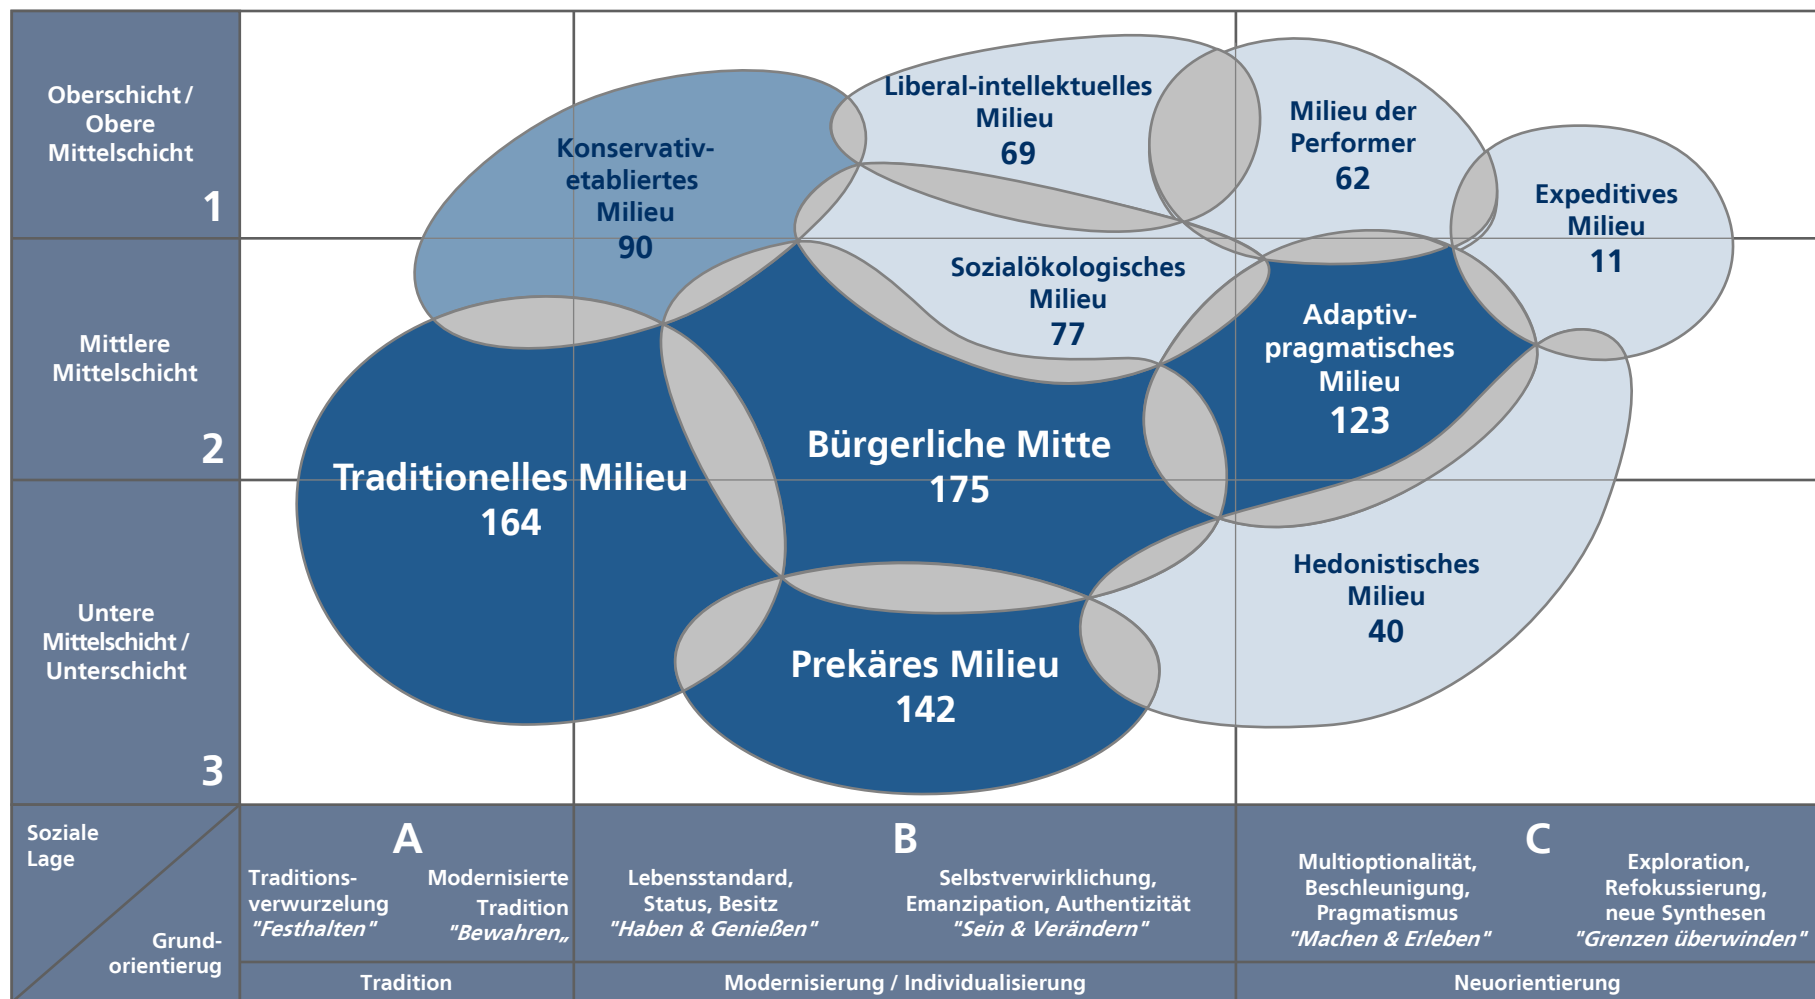 Oberschicht /
Obere
Mittelschicht
1
Mittlere
Mittelschicht
2
Untere
Mittelschicht /
Unterschicht
3
Konservativ-
etabliertes
Milieu
90
Liberal-intellektuelles
Milieu
69
Milieu der
Performer
62
Expeditives
Milieu
11
Sozialökologisches
Milieu
77
Adaptiv-
pragmatisches
Milieu
123
Traditionelles Milieu
164
Bürgerliche Mitte
175
Hedonistisches
Milieu
40
Prekäres Milieu
142
Soziale
Lage
Grund-
orientierug
A
Traditions-
verwurzelung
"Festhalten"
Modernisierte
Tradition
"Bewahren„
B
Lebensstandard,
Status, Besitz
"Haben & Genießen"
Selbstverwirklichung,
Emanzipation, Authentizität
"Sein & Verändern"
C
Multioptionalität,
Beschleunigung,
Pragmatismus
"Machen & Erleben"
Exploration,
Refokussierung,
neue Synthesen
"Grenzen überwinden"
Tradition
Modernisierung / Individualisierung
Neuorientierung